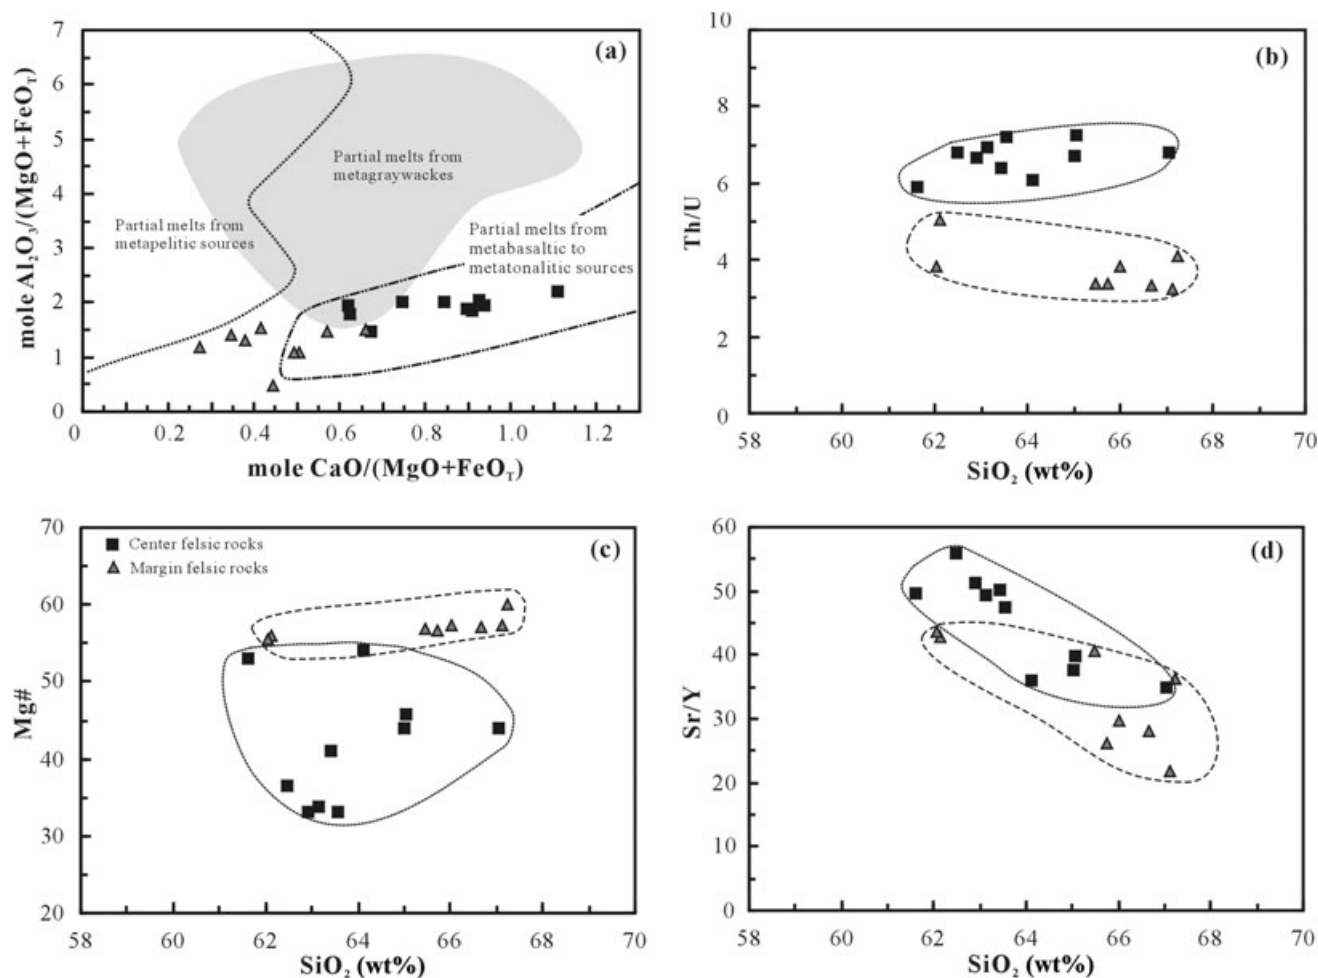 7
6
5
4
3
2
1
0
mole Al₂O₃/(MgO+FeOT)
(a)
Partial melts from
metagraywackes
Partial melts from
metapelitic sources
Partial melts from
metabasaltic to
metatonalitic sources
0
0.2
0.4
0.6
0.8
1.0
1.2
mole CaO/(MgO+FeOT)
10
8
6
4
2
0
Th/U
(b)
58
60
62
64
66
68
70
SiO₂ (wt%)
70
60
50
40
30
20
Mg#
(c)
Center felsic rocks
Margin felsic rocks
58
60
62
64
66
68
70
SiO₂ (wt%)
60
50
40
30
20
10
0
Sr/Y
(d)
58
60
62
64
66
68
70
SiO₂ (wt%)